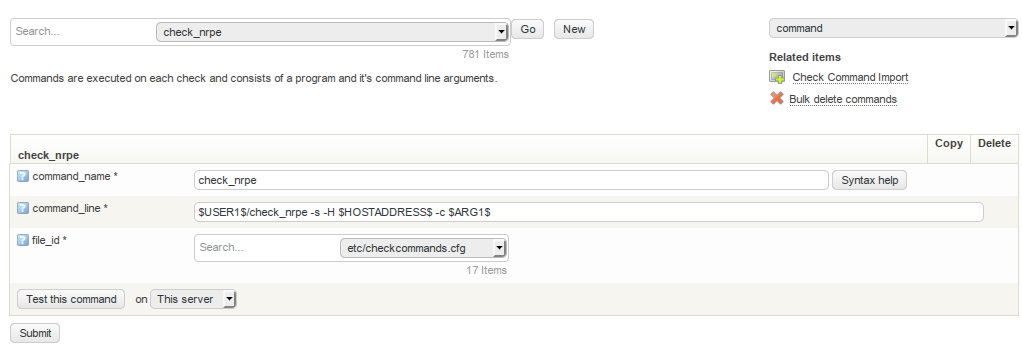 Search... check_nrpe Go New command
781 Items
Related items
Commands are executed on each check and consists of a program and it's command line arguments.
Check Command Import
Bulk delete commands
check_nrpe Copy Delete
? command_name * check_nrpe Syntax help
? command_line * $USER1$/check_nrpe -s -H $HOSTADDRESS$ -c $ARG1$
? file_id * Search... etc/checkcommands.cfg
17 Items
Test this command on This server
Submit